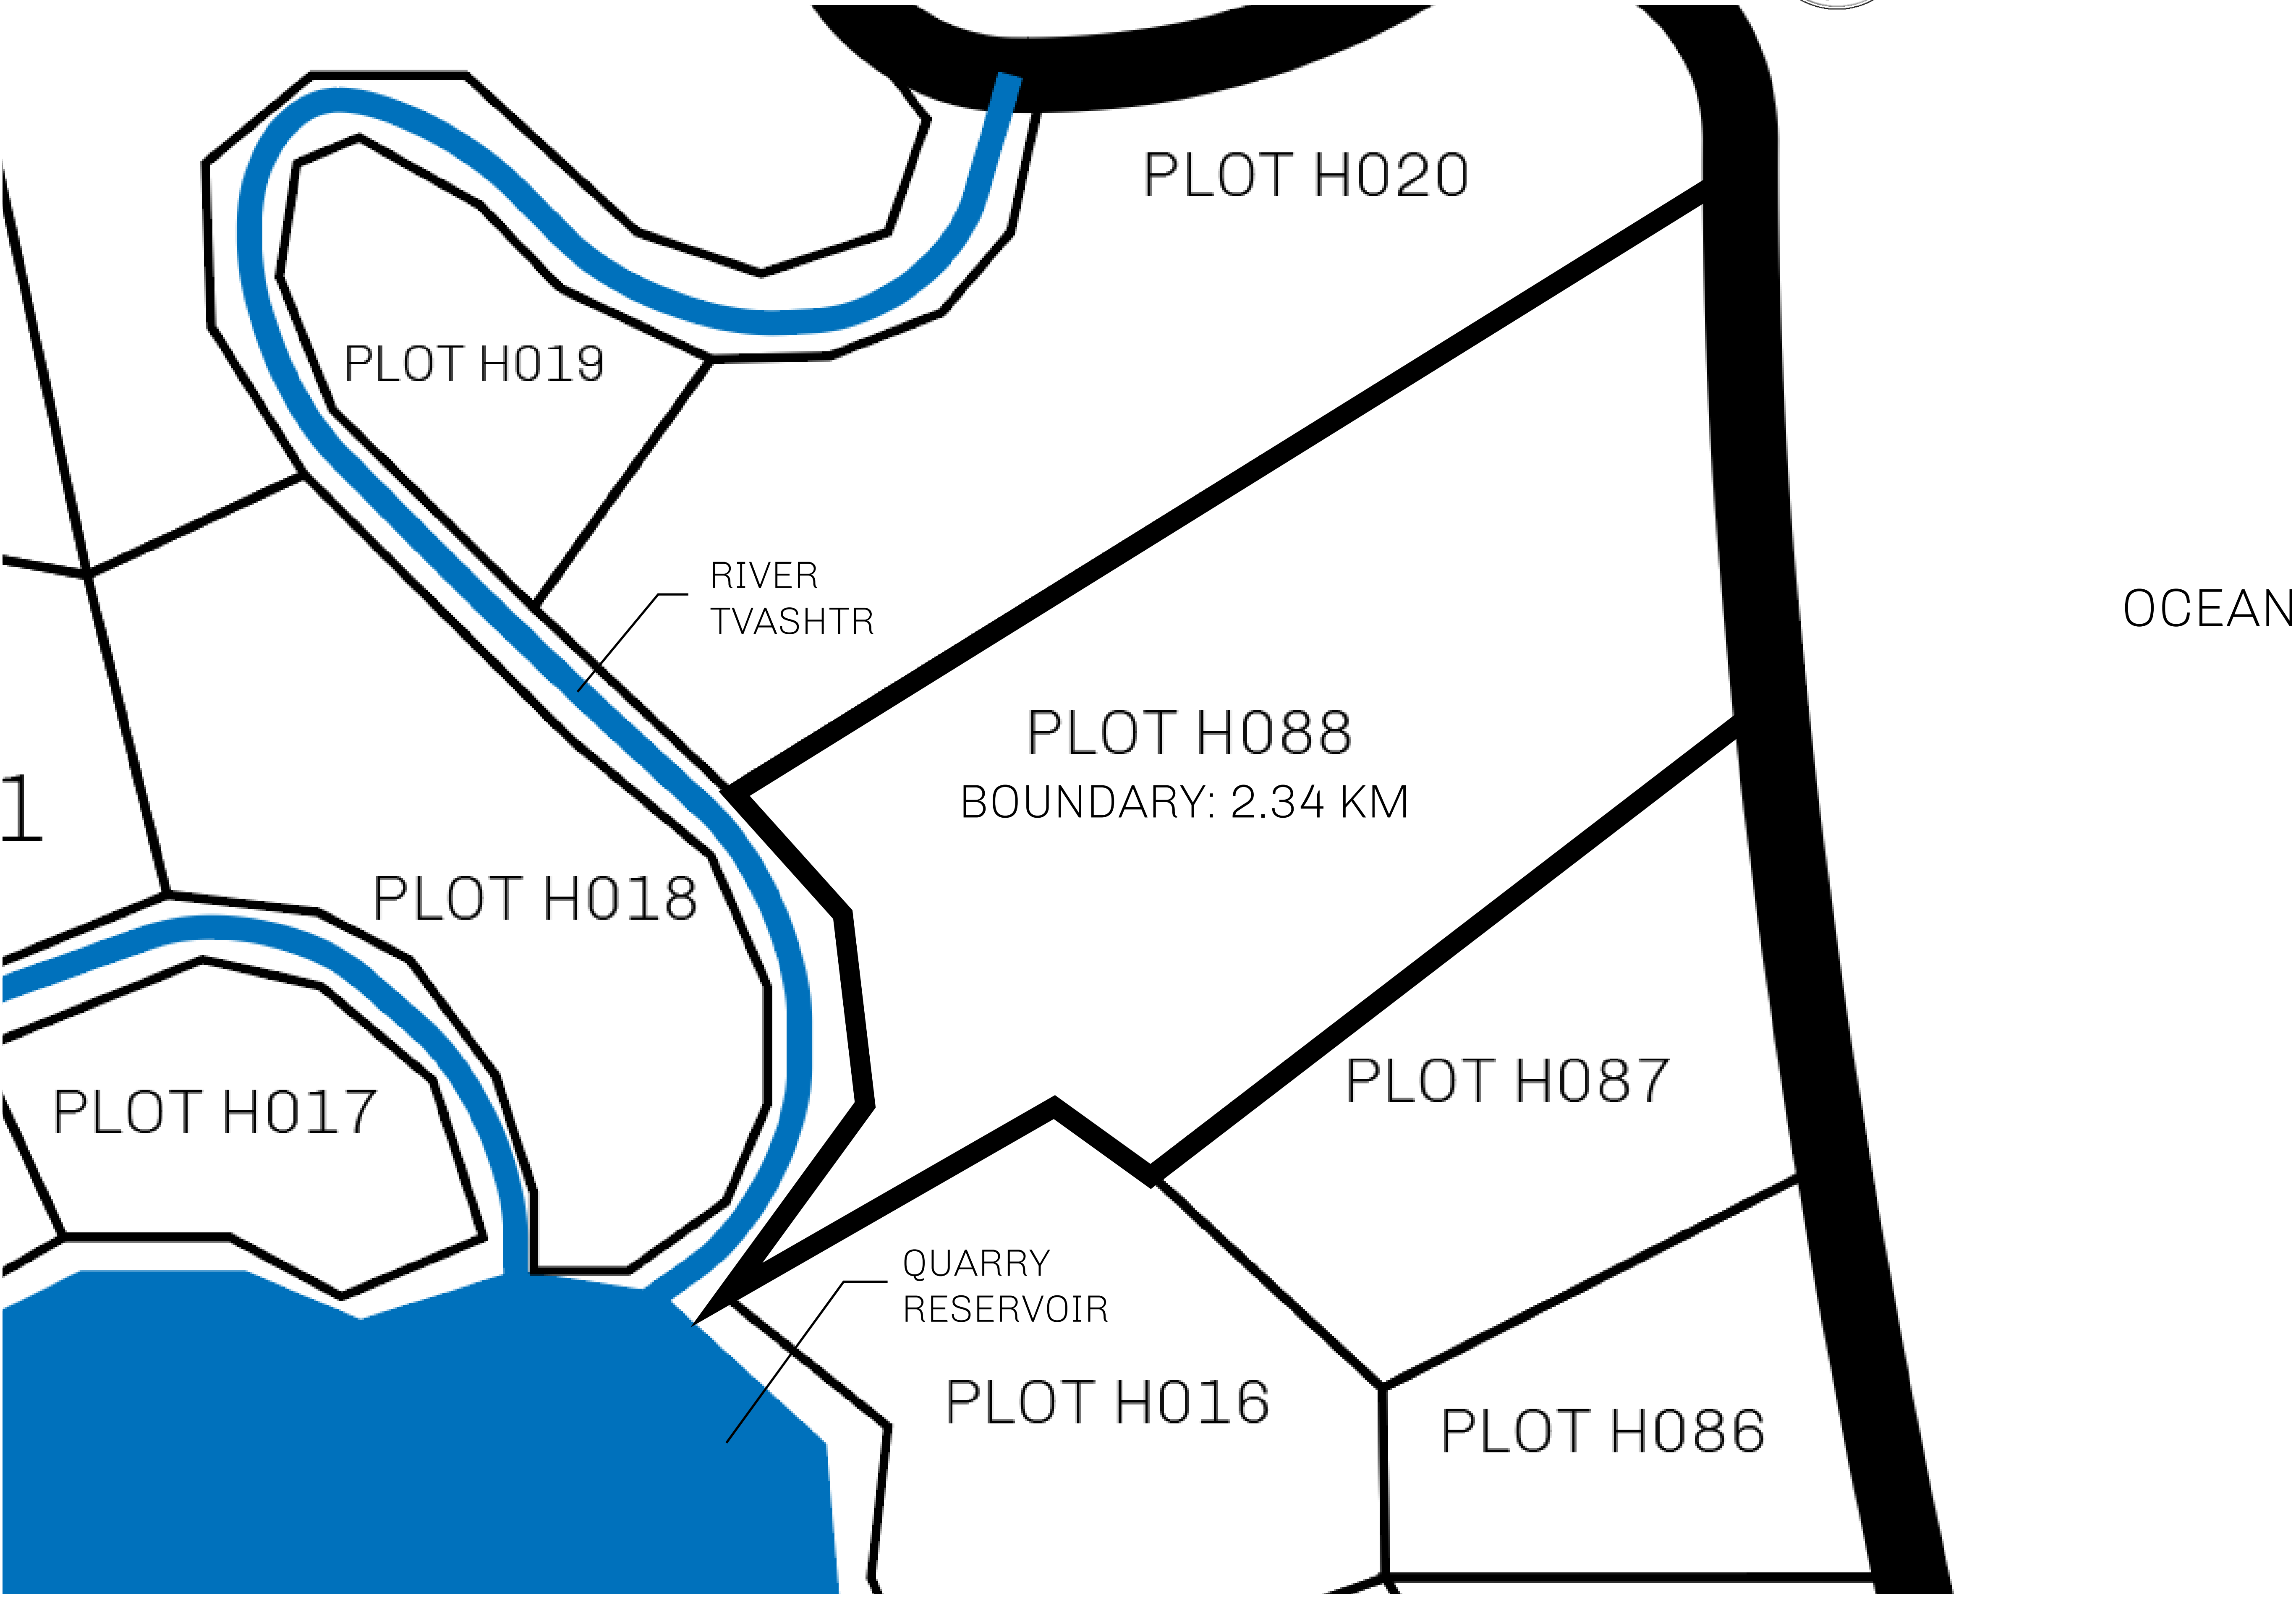 PLOT H020
PLOT H019
RIVER
TVASHTR
OCEAN
PLOT H088
BOUNDARY: 2.34 KM
1
PLOT H018
PLOT H087
PLOT H017
QUARRY
RESERVOIR
PLOT H016
PLOT H086